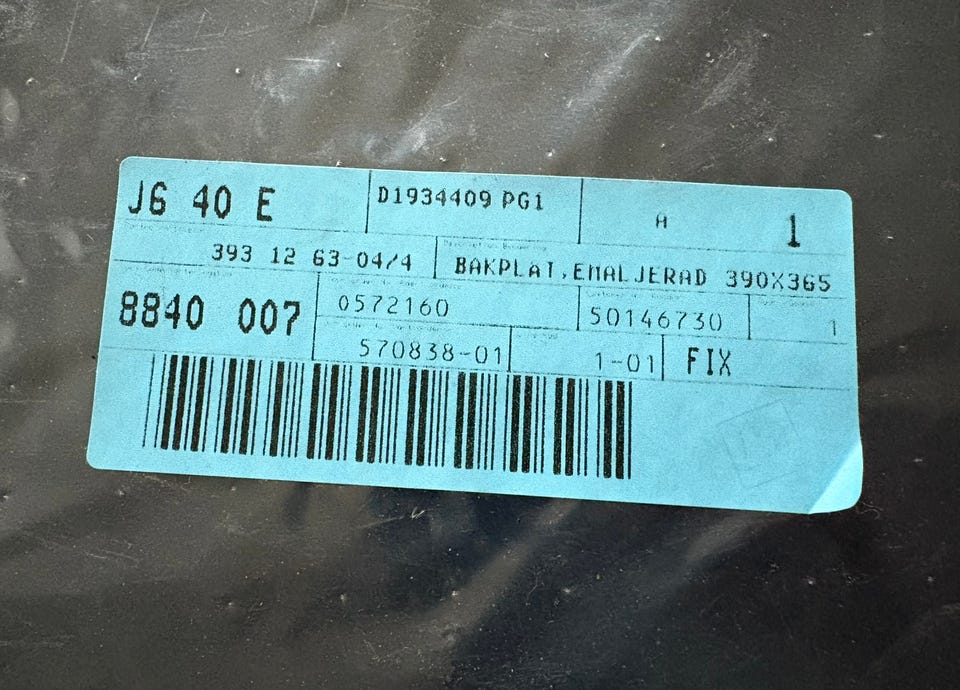 J6 40 E D1934409 PG1 A 1
393 12 63-04/4 BAKPLAT,EMALJERAD 390X365
8840 007 0572160 50146730 1
570838-01 1-01 FIX